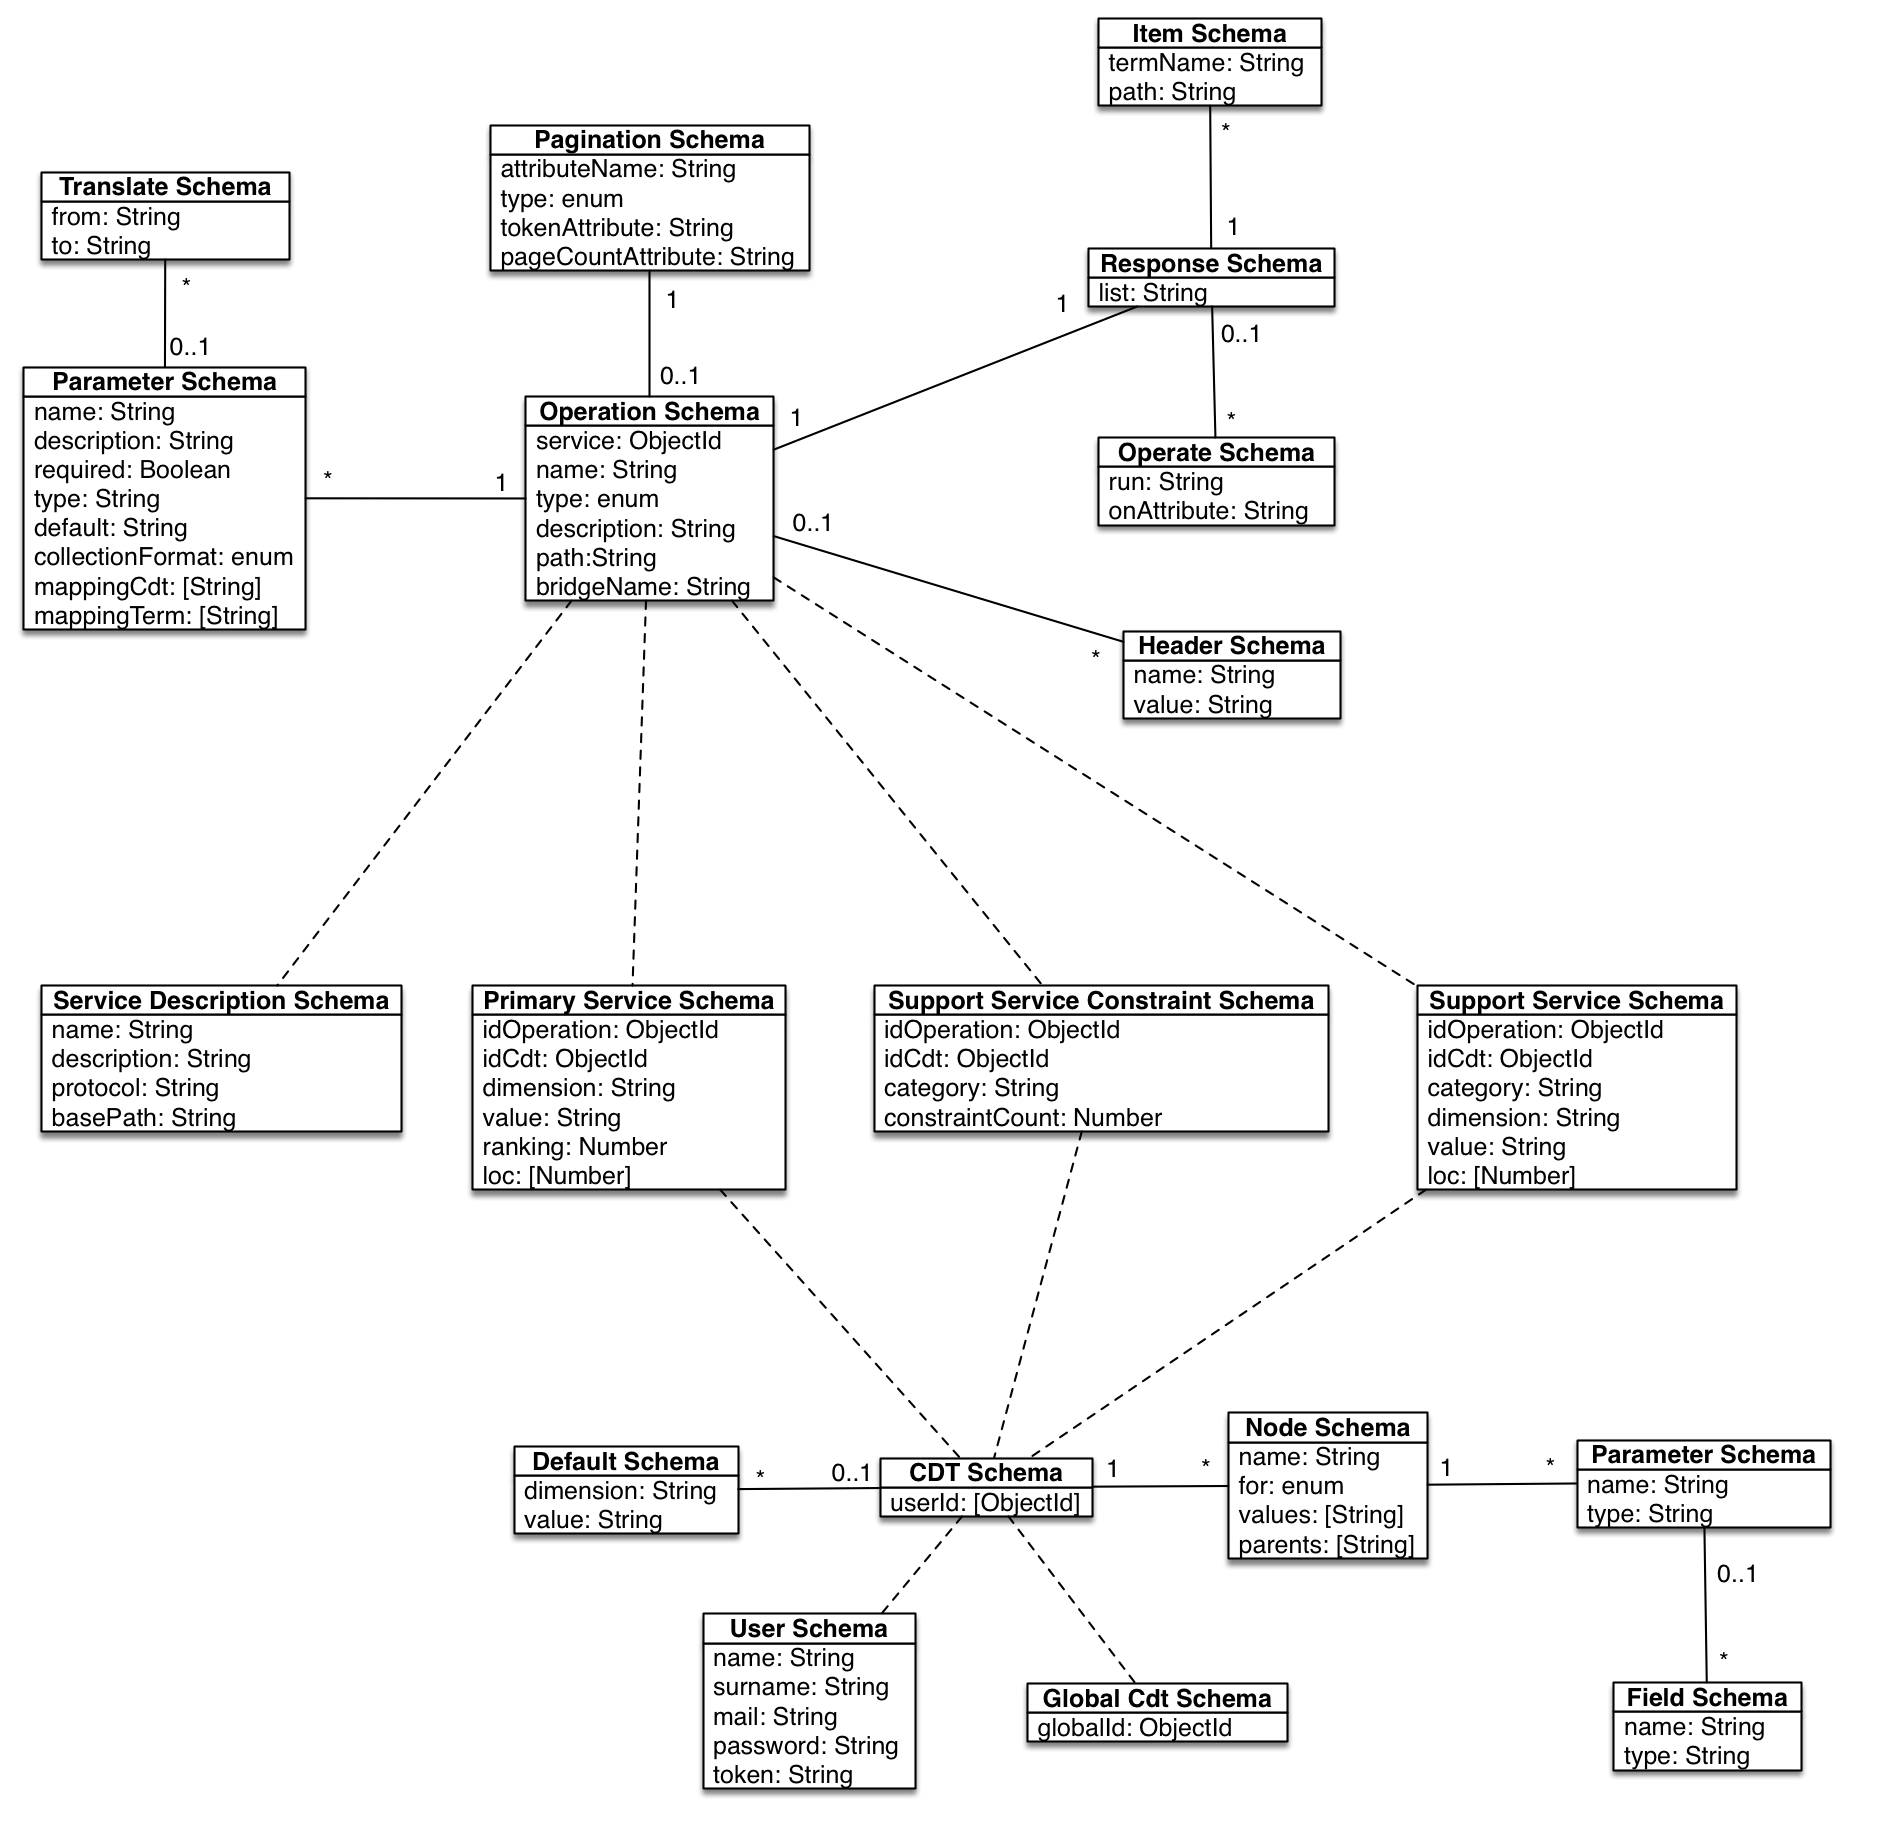 Item Schema
termName: String
path: String
*
1
Pagination Schema
attributeName: String
type: enum
tokenAttribute: String
pageCountAttribute: String
1
0..1
Translate Schema
from: String
to: String
*
0..1
Response Schema
list: String
1
0..1
*
Operate Schema
run: String
onAttribute: String
Parameter Schema
name: String
description: String
required: Boolean
type: String
default: String
collectionFormat: enum
mappingCdt: [String]
mappingTerm: [String]
*
1
Operation Schema
service: ObjectId
name: String
type: enum
description: String
path:String
bridgeName: String
1
0..1
*
Header Schema
name: String
value: String
Service Description Schema
name: String
description: String
protocol: String
basePath: String
Primary Service Schema
idOperation: ObjectId
idCdt: ObjectId
dimension: String
value: String
ranking: Number
loc: [Number]
Support Service Constraint Schema
idOperation: ObjectId
idCdt: ObjectId
category: String
constraintCount: Number
Support Service Schema
idOperation: ObjectId
idCdt: ObjectId
category: String
dimension: String
value: String
loc: [Number]
Default Schema
dimension: String
value: String
*
0..1
CDT Schema
userId: [ObjectId]
1
*
Node Schema
name: String
for: enum
values: [String]
parents: [String]
1
*
Parameter Schema
name: String
type: String
0..1
*
User Schema
name: String
surname: String
mail: String
password: String
token: String
Global Cdt Schema
globalId: ObjectId
Field Schema
name: String
type: String